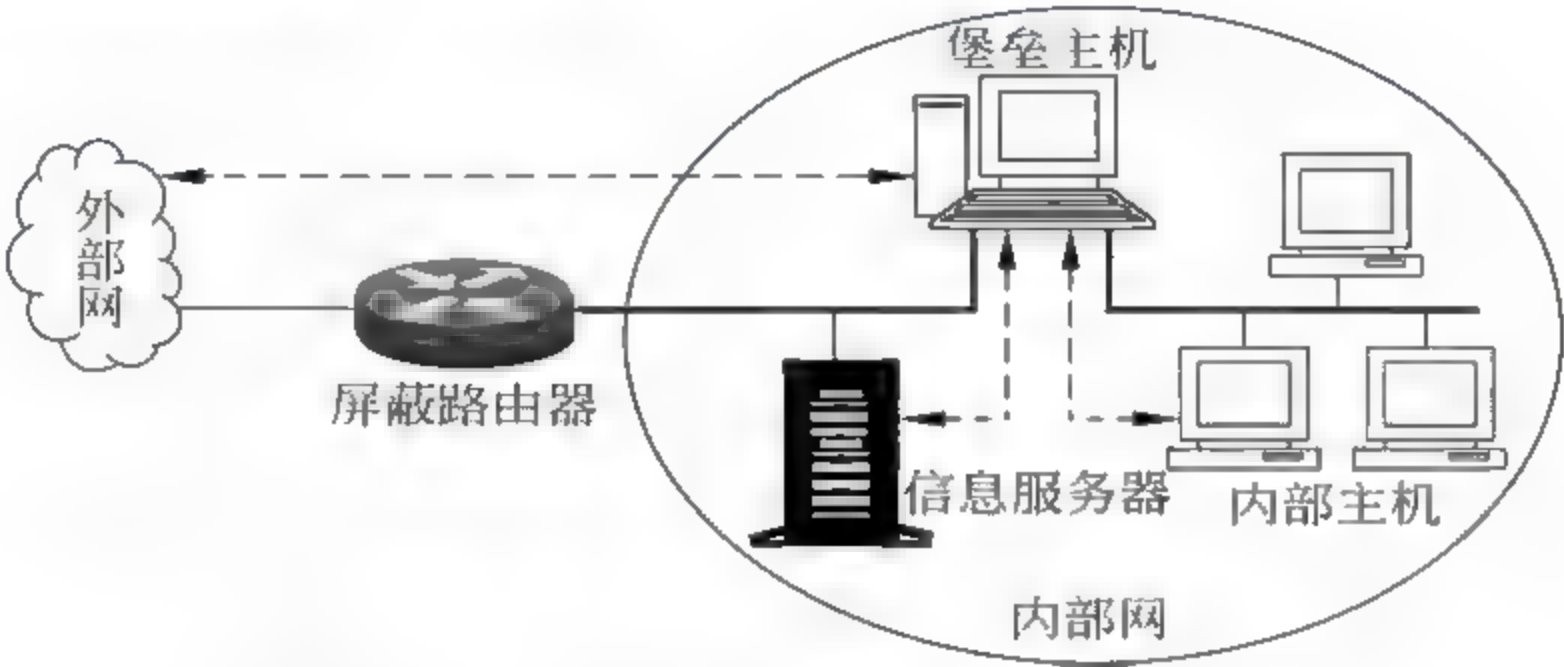 堡垒主机
外部网
屏蔽路由器
信息服务器
内部主机
内部网